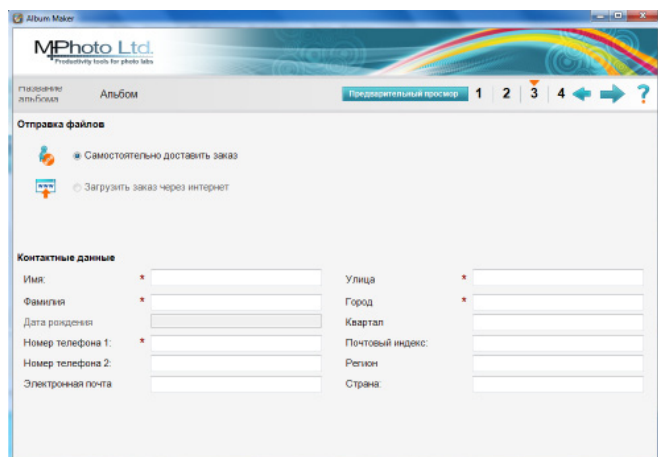 Album Maker
MPhoto Ltd.
Productivity tools for photo labs
Название альбома Альбом Предварительный просмор 1 2 3 4 ?
Отправка файлов
Самостоятельно доставить заказ
www Загрузить заказ через интернет
Контактные данные
Имя: * Улица *
Фамилия * Город *
Дата рождения Квартал
Номер телефона 1: * Почтовый индекс:
Номер телефона 2: Регион
Электронная почта Страна: